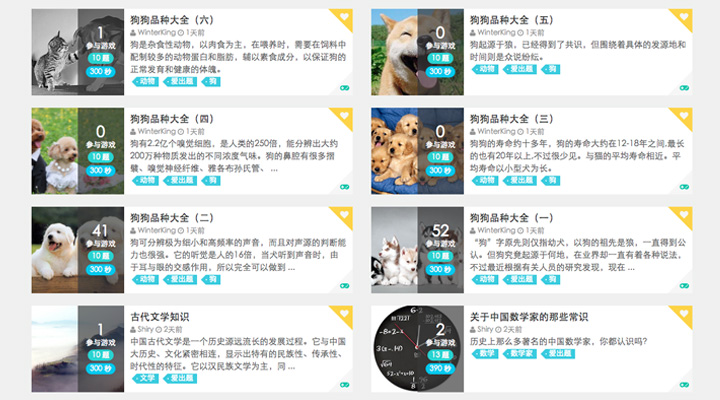 1
参与游戏
10 题
300 秒
狗狗品种大全（六）
WinterKing 1天前
狗是杂食性动物，以肉食为主，在喂养时，需要在饲料中
配制较多的动物蛋白和脂肪，辅以素食成分，以保证狗的
正常发育和健康的体魄。
动物 爱出题 狗
0
参与游戏
10 题
300 秒
狗狗品种大全（五）
WinterKing 1天前
狗起源于狼，已经得到了共识，但围绕着具体的发源地和
时间则是众说纷纭。
动物 爱出题 狗
0
参与游戏
10 题
300 秒
狗狗品种大全（四）
WinterKing 1天前
狗有2.2亿个嗅觉细胞，是人类的250倍，能分辨出大约
200万种物质发出的不同浓度气味。狗的鼻腔有很多褶
襞、嗅觉神经纤维、雅各布孙氏管、 ...
动物 爱出题 狗
0
参与游戏
10 题
300 秒
狗狗品种大全（三）
WinterKing 1天前
狗狗的寿命约十多年，狗的寿命大约在12-18年之间.最长
的也有20年以上,不过很少见。与猫的平均寿命相近。平
均寿命以小型犬为长。
动物 爱出题 狗
41
参与游戏
10 题
300 秒
狗狗品种大全（二）
WinterKing 1天前
狗可分辨极为细小和高频率的声音，而且对声源的判断能
力也很强。它的听觉是人的16倍，当犬听到声音时，由
于耳与眼的交感作用，所以完全可以做到 ...
动物 爱出题 狗
52
参与游戏
10 题
300 秒
狗狗品种大全（一）
WinterKing 1天前
“狗”字原先则仅指幼犬，以狗的祖先是狼，一直得到公
认。但狗究竟起源于何地，在业界却一直有着各种说法，
不过最近根据有关人员的研究发现，现在 ...
动物 爱出题 狗
1
参与游戏
10 题
300 秒
古代文学知识
Shiry 2天前
中国古代文学是一个历史源远流长的发展过程。它与中国
大历史、文化紧密相连，显示出特有的民族性、传承性、
时代性的特征。它以汉民族文学为主，同 ...
文学 爱出题
2
参与游戏
13 题
390 秒
关于中国数学家的那些常识
Shiry 2天前
历史上那么多著名的中国数学家，你都认识吗？
数学 数学家 爱出题